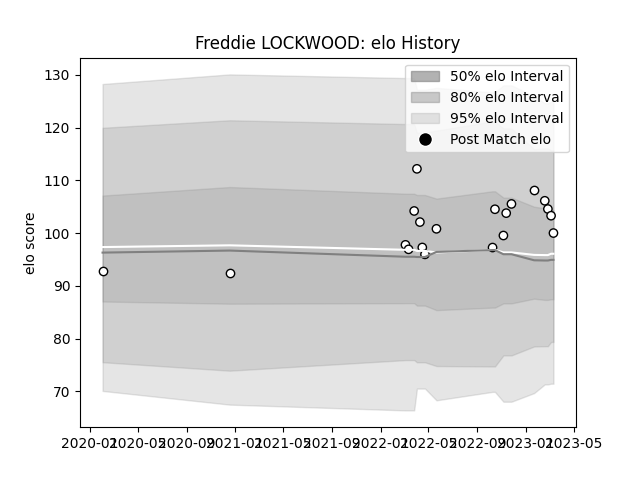 Freddie LOCKWOOD: elo History
130
120
110
100
90
80
70
elo score
50% elo Interval
80% elo Interval
95% elo Interval
Post Match elo
2020-01 2020-05 2020-09 2021-01 2021-05 2021-09 2022-01 2022-05 2022-09 2023-01 2023-05